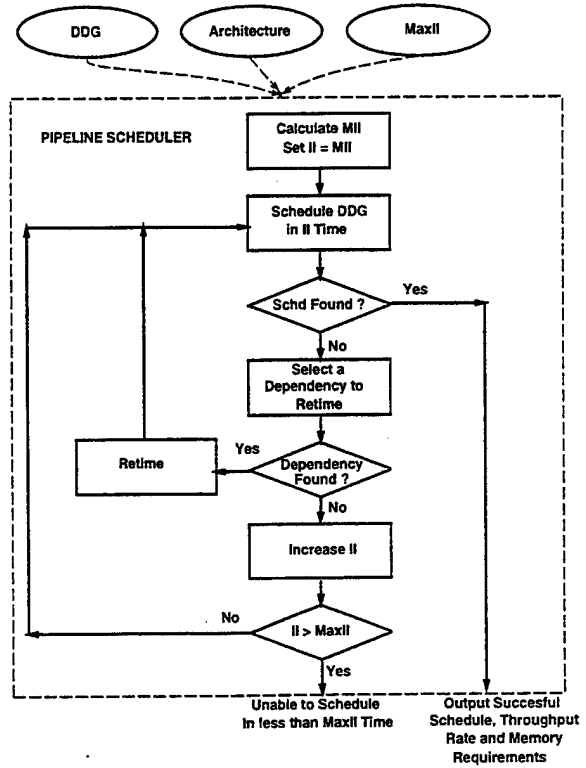 DDG
Architecture
MaxII
PIPELINE SCHEDULER
Calculate MII
Set II = MII
Schedule DDG
in II Time
Schd Found ?
Yes
No
Select a
Dependency to
Retime
Yes
Retime
Dependency
Found ?
No
Increase II
No
II > MaxII
Yes
Unable to Schedule
In less than MaxII Time
Output Succesful
Schedule, Throughput
Rate and Memory
Requirements